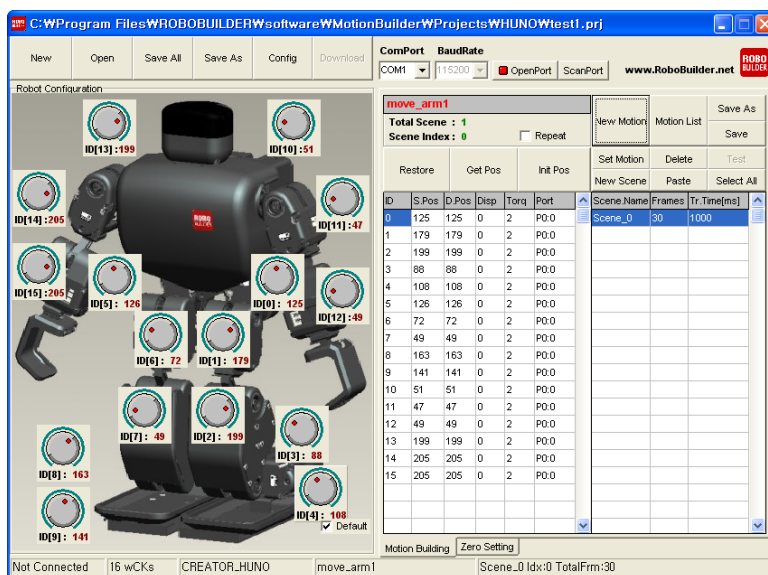 C:₩Program Files₩ROBOBUILDER₩software₩MotionBuilder₩Projects₩HUNO₩test1.prj
New Open Save All Save As Config Download
ComPort BaudRate
COM1 115200 OpenPort ScanPort www.RoboBuilder.net ROBO BUILDER
Robot Configuration
ID[13] :199
ID[10] :51
ID[14] :205
ID[11] :47
ROBO BUILDER
ID[15] :205
ID[5] : 126
ID[0] : 125
ID[12] :49
ID[6] : 72
ID[1] : 179
ID[7] : 49
ID[2] : 199
ID[3] : 88
ID[8] : 163
ID[4] : 108
ID[9] : 141
Default
move_arm1
Total Scene : 1
Scene Index : 0 Repeat
New Motion Motion List Save As
Save
Restore Get Pos Init Pos
Set Motion Delete Test
New Scene Paste Select All
ID S.Pos D.Pos Disp Torq Port
0 125 125 0 2 P0:0
1 179 179 0 2 P0:0
2 199 199 0 2 P0:0
3 88 88 0 2 P0:0
4 108 108 0 2 P0:0
5 126 126 0 2 P0:0
6 72 72 0 2 P0:0
7 49 49 0 2 P0:0
8 163 163 0 2 P0:0
9 141 141 0 2 P0:0
10 51 51 0 2 P0:0
11 47 47 0 2 P0:0
12 49 49 0 2 P0:0
13 199 199 0 2 P0:0
14 205 205 0 2 P0:0
15 205 205 0 2 P0:0
Scene.Name Frames Tr.Time[ms]
Scene_0 30 1000
Motion Building Zero Setting
Not Connected 16 wCKs CREATOR_HUNO move_arm1 Scene_0 Idx:0 TotalFrm:30